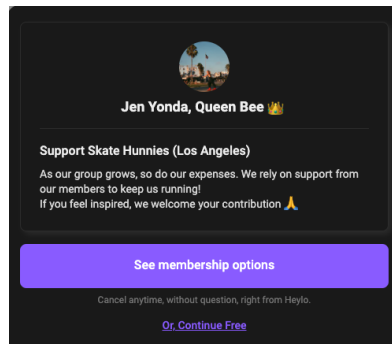 Jen Yonda, Queen Bee 👑
Support Skate Hunnies (Los Angeles)
As our group grows, so do our expenses. We rely on support from
our members to keep us running!
If you feel inspired, we welcome your contribution 🙏
See membership options
Cancel anytime, without question, right from Heylo.
Or, Continue Free